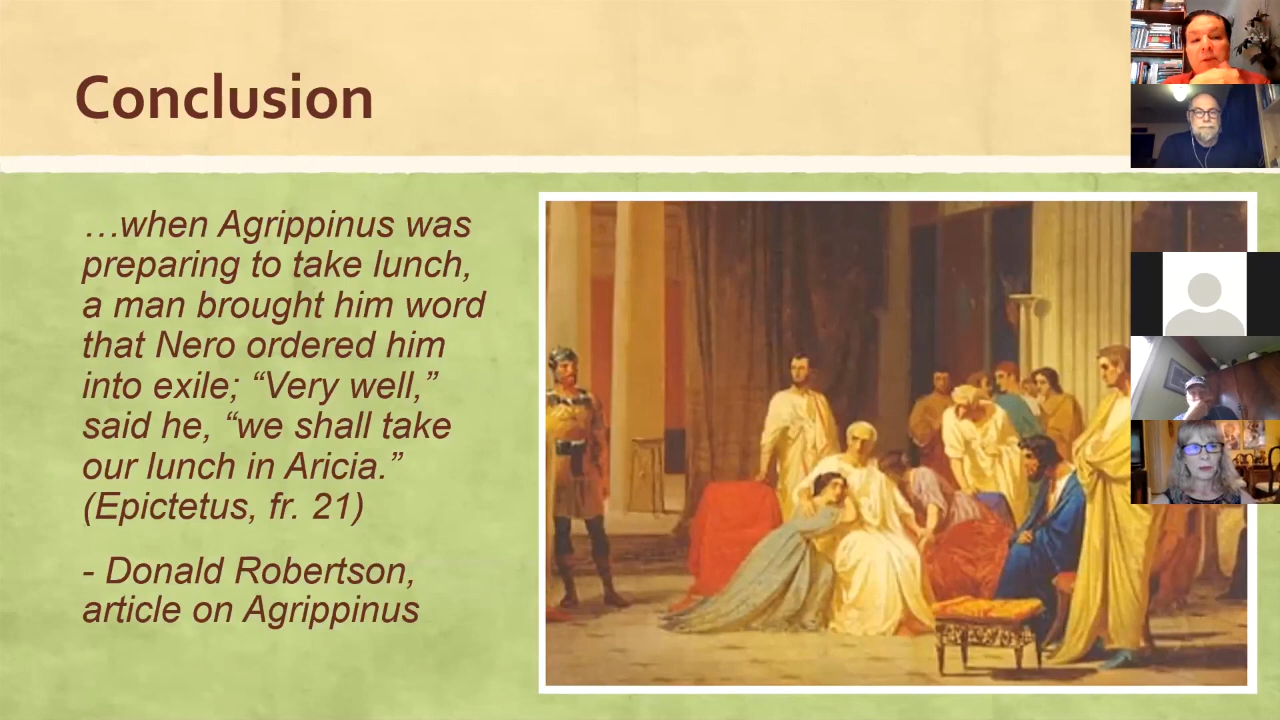 Conclusion
…when Agrippinus was
preparing to take lunch,
a man brought him word
that Nero ordered him
into exile; “Very well,”
said he, “we shall take
our lunch in Aricia.”
(Epictetus, fr. 21)
- Donald Robertson,
article on Agrippinus